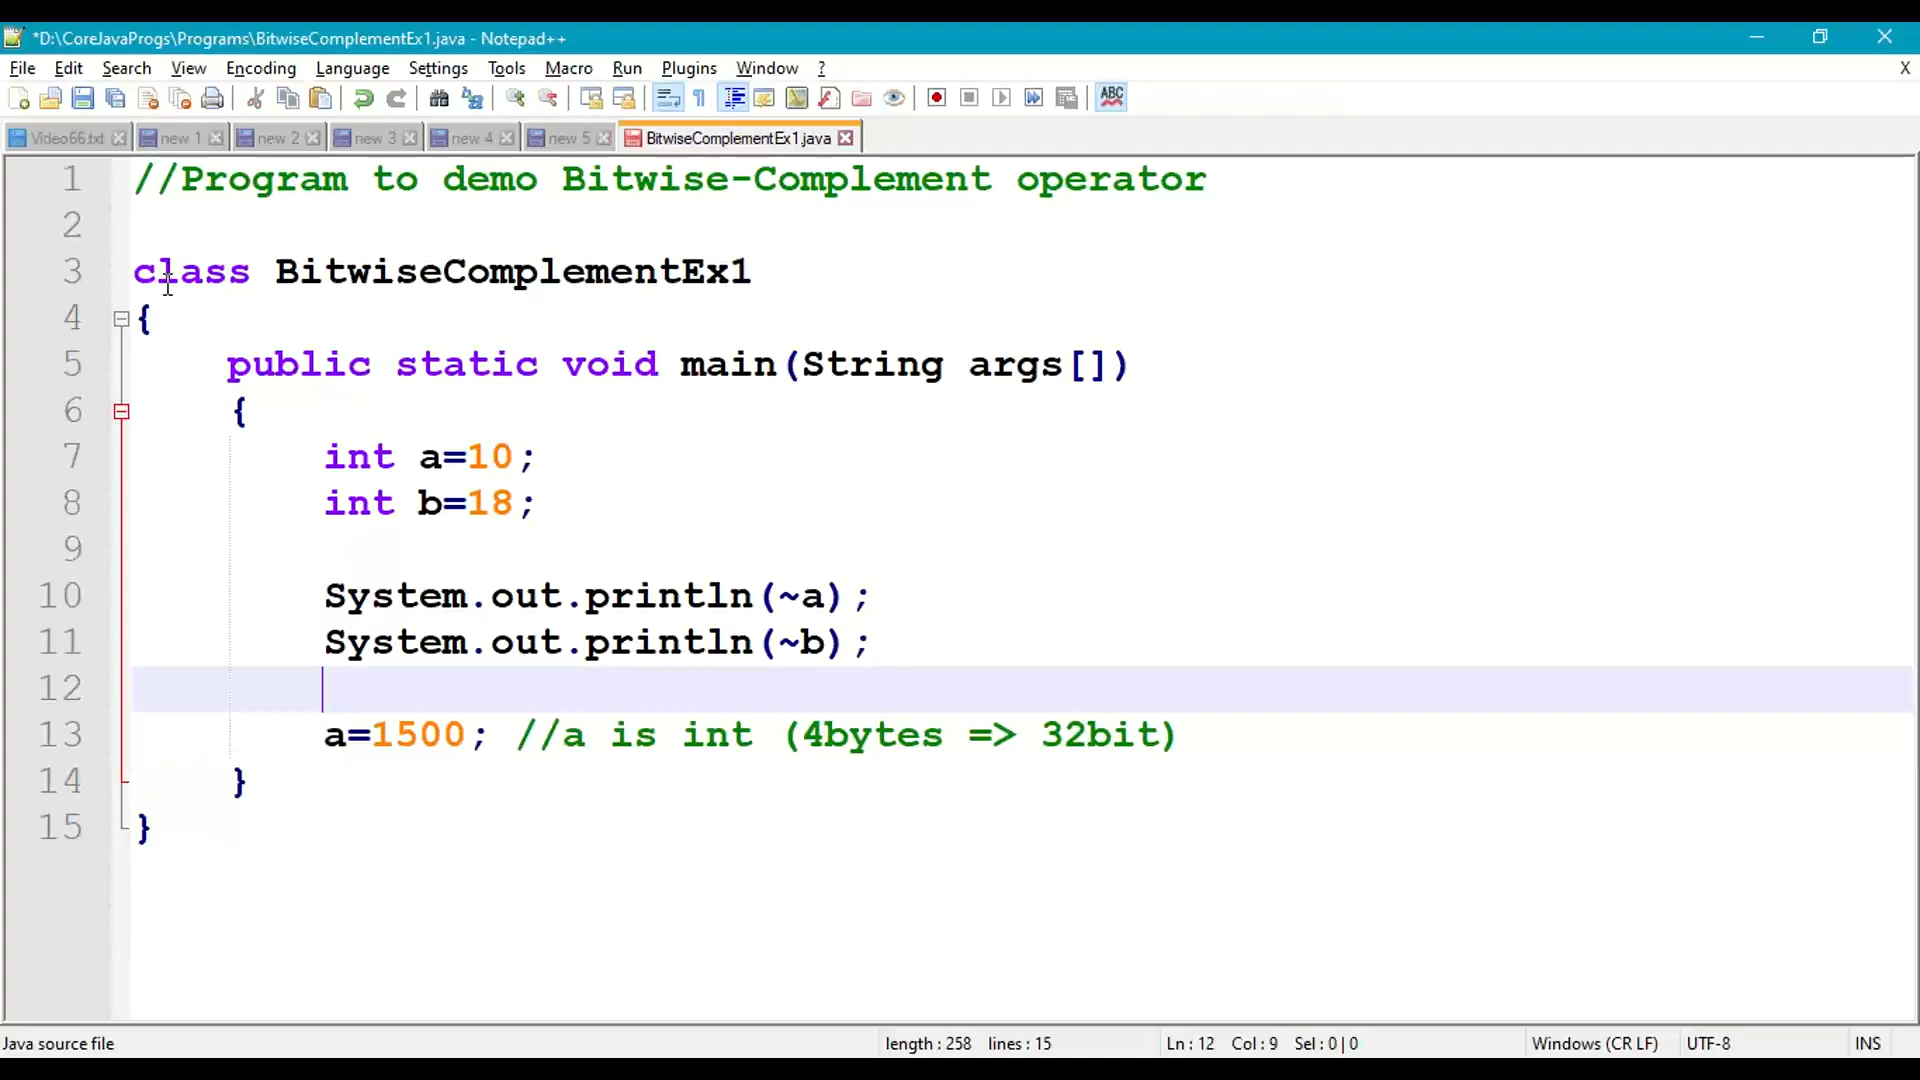 *D:\CoreJavaProgs\Programs\BitwiseComplementEx1.java - Notepad++
File Edit Search View Encoding Language Settings Tools Macro Run Plugins Window ? X
ABC
Video66.txt new 1 new 2 new 3 new 4 new 5 BitwiseComplementEx1.java
1 //Program to demo Bitwise-Complement operator
2
3 class BitwiseComplementEx1
4 {
5 public static void main(String args[])
6 {
7 int a=10;
8 int b=18;
9
10 System.out.println(~a);
11 System.out.println(~b);
12
13 a=1500; //a is int (4bytes => 32bit)
14 }
15 }
Java source file length : 258 lines : 15 Ln : 12 Col : 9 Sel : 0 | 0 Windows (CR LF) UTF-8 INS